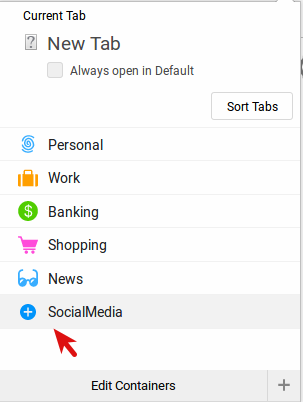 Current Tab
New Tab
Always open in Default
Sort Tabs
Personal
Work
Banking
Shopping
News
SocialMedia
Edit Containers